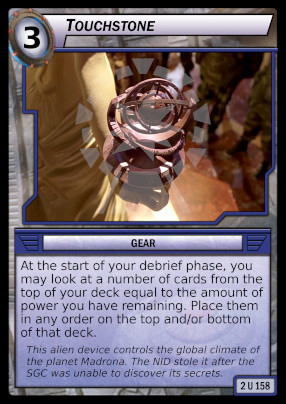 3
TOUCHSTONE
GEAR
At the start of your debrief phase, you
may look at a number of cards from the
top of your deck equal to the amount of
power you have remaining. Place them
in any order on the top and/or bottom
of that deck.
This alien device controls the global climate of
the planet Madrona. The NID stole it after the
SGC was unable to discover its secrets.
2 U 158